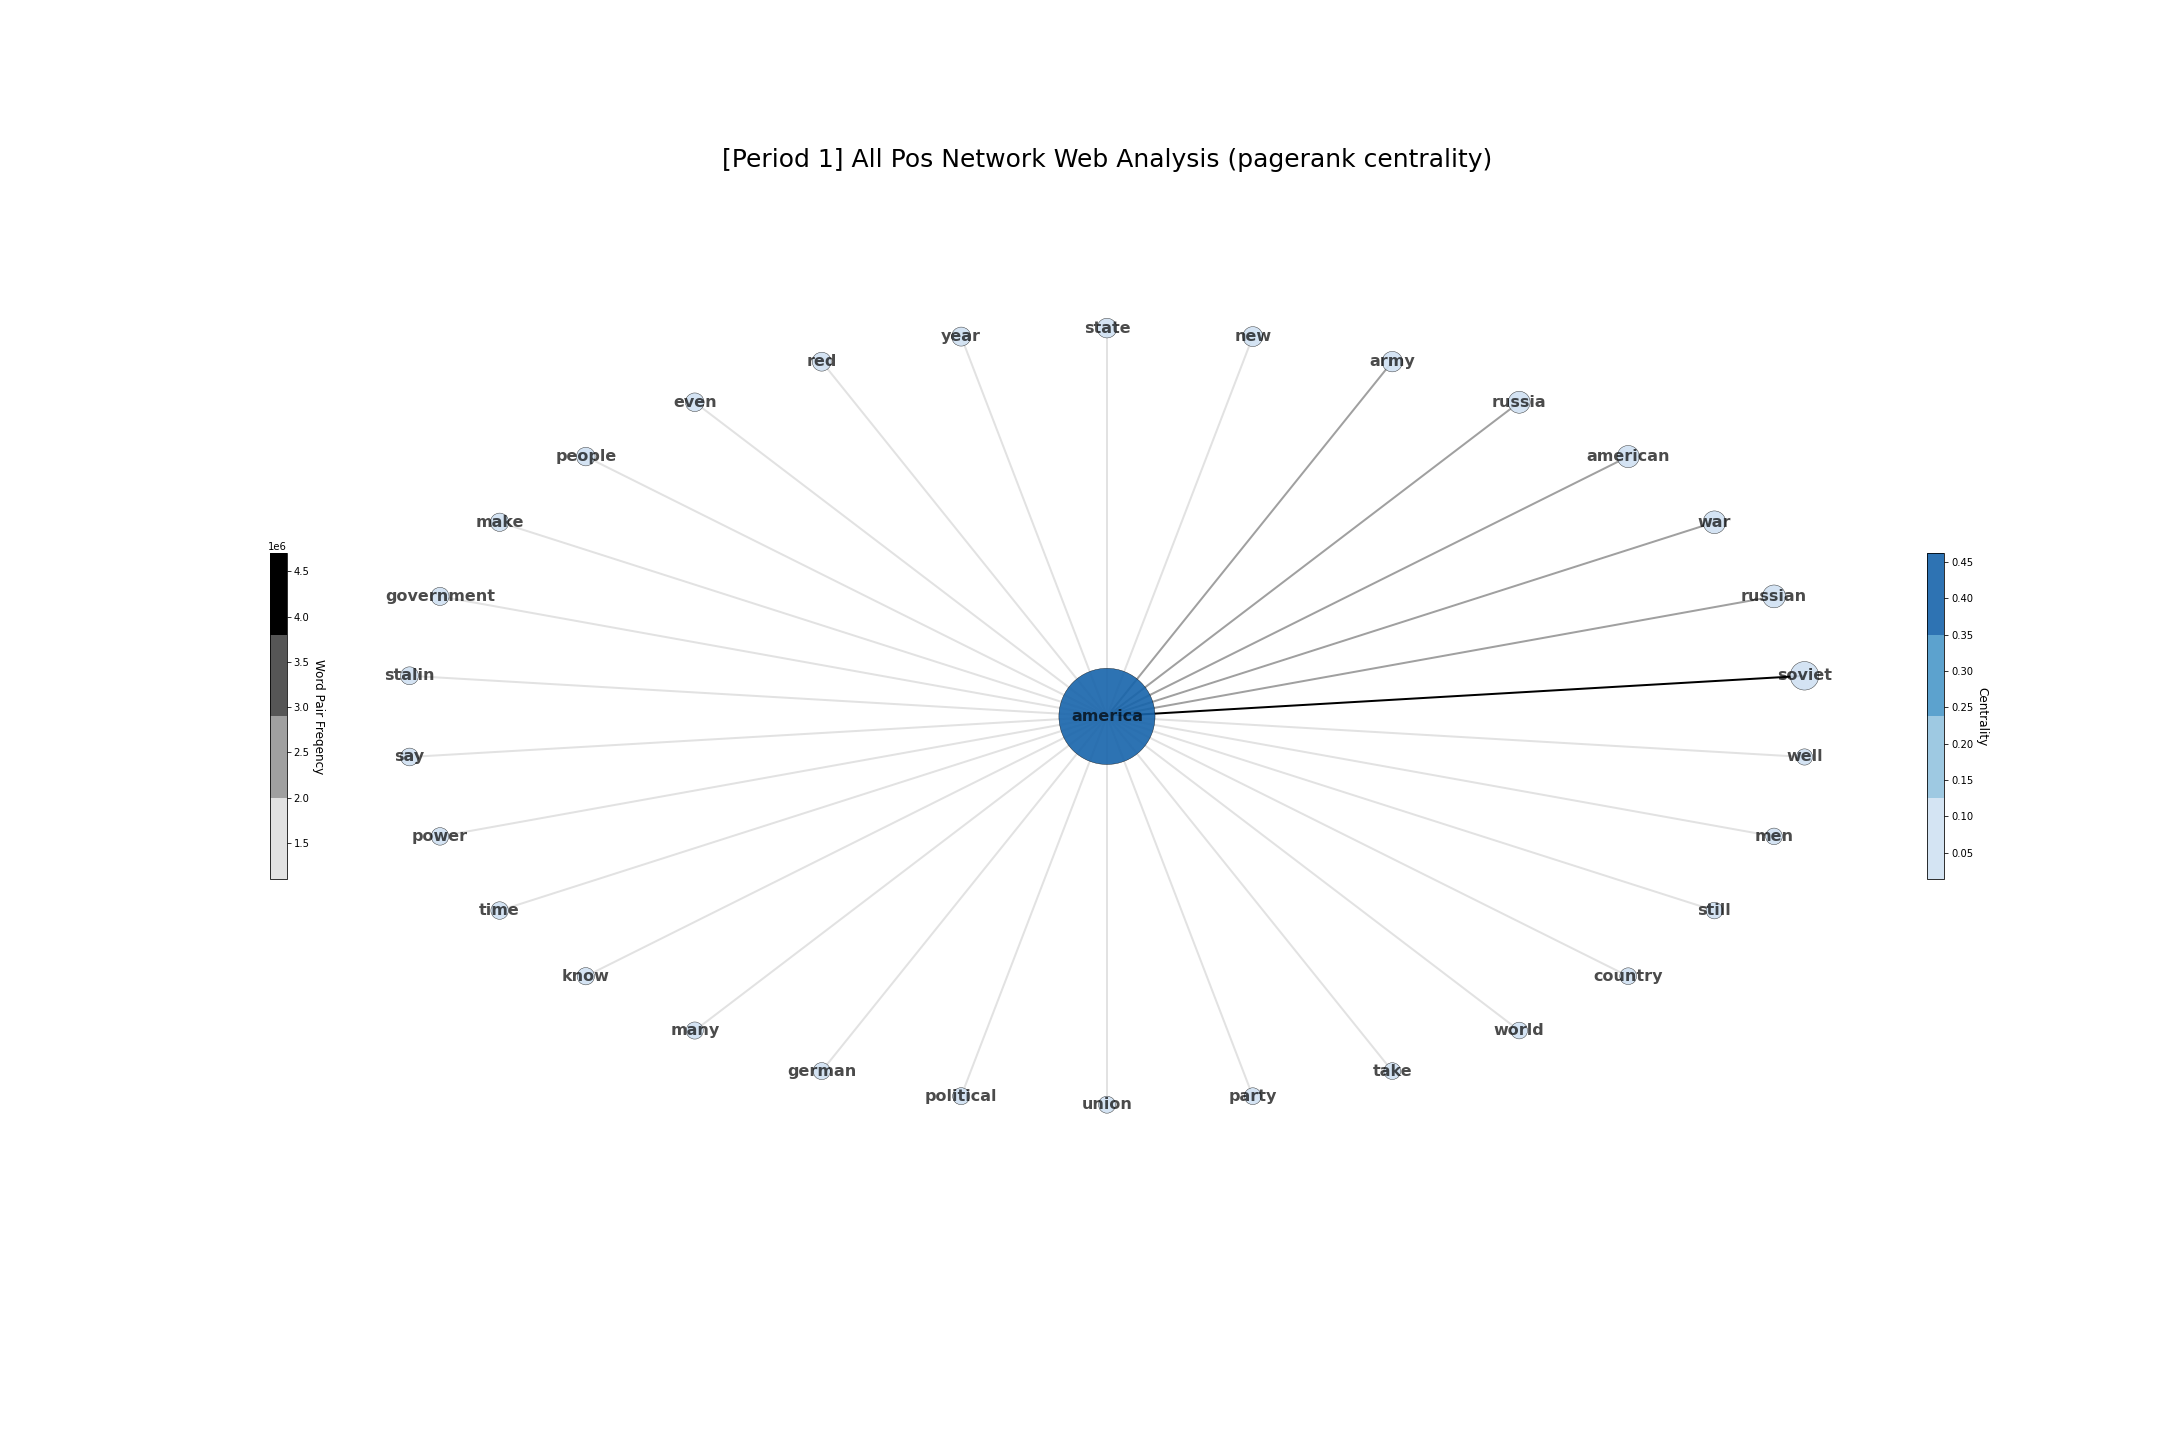 [Period 1] All Pos Network Web Analysis (pagerank centrality)
state
year
new
red
army
even
russia
people
american
make
war
1e6
4.5
4.0
3.5
3.0
2.5
2.0
1.5
Word Pair Freqency
government
russian
stalin
soviet
america
say
well
power
men
time
still
know
country
many
world
german
take
political
party
union
0.45
0.40
0.35
0.30
0.25
0.20
0.15
0.10
0.05
Centrality